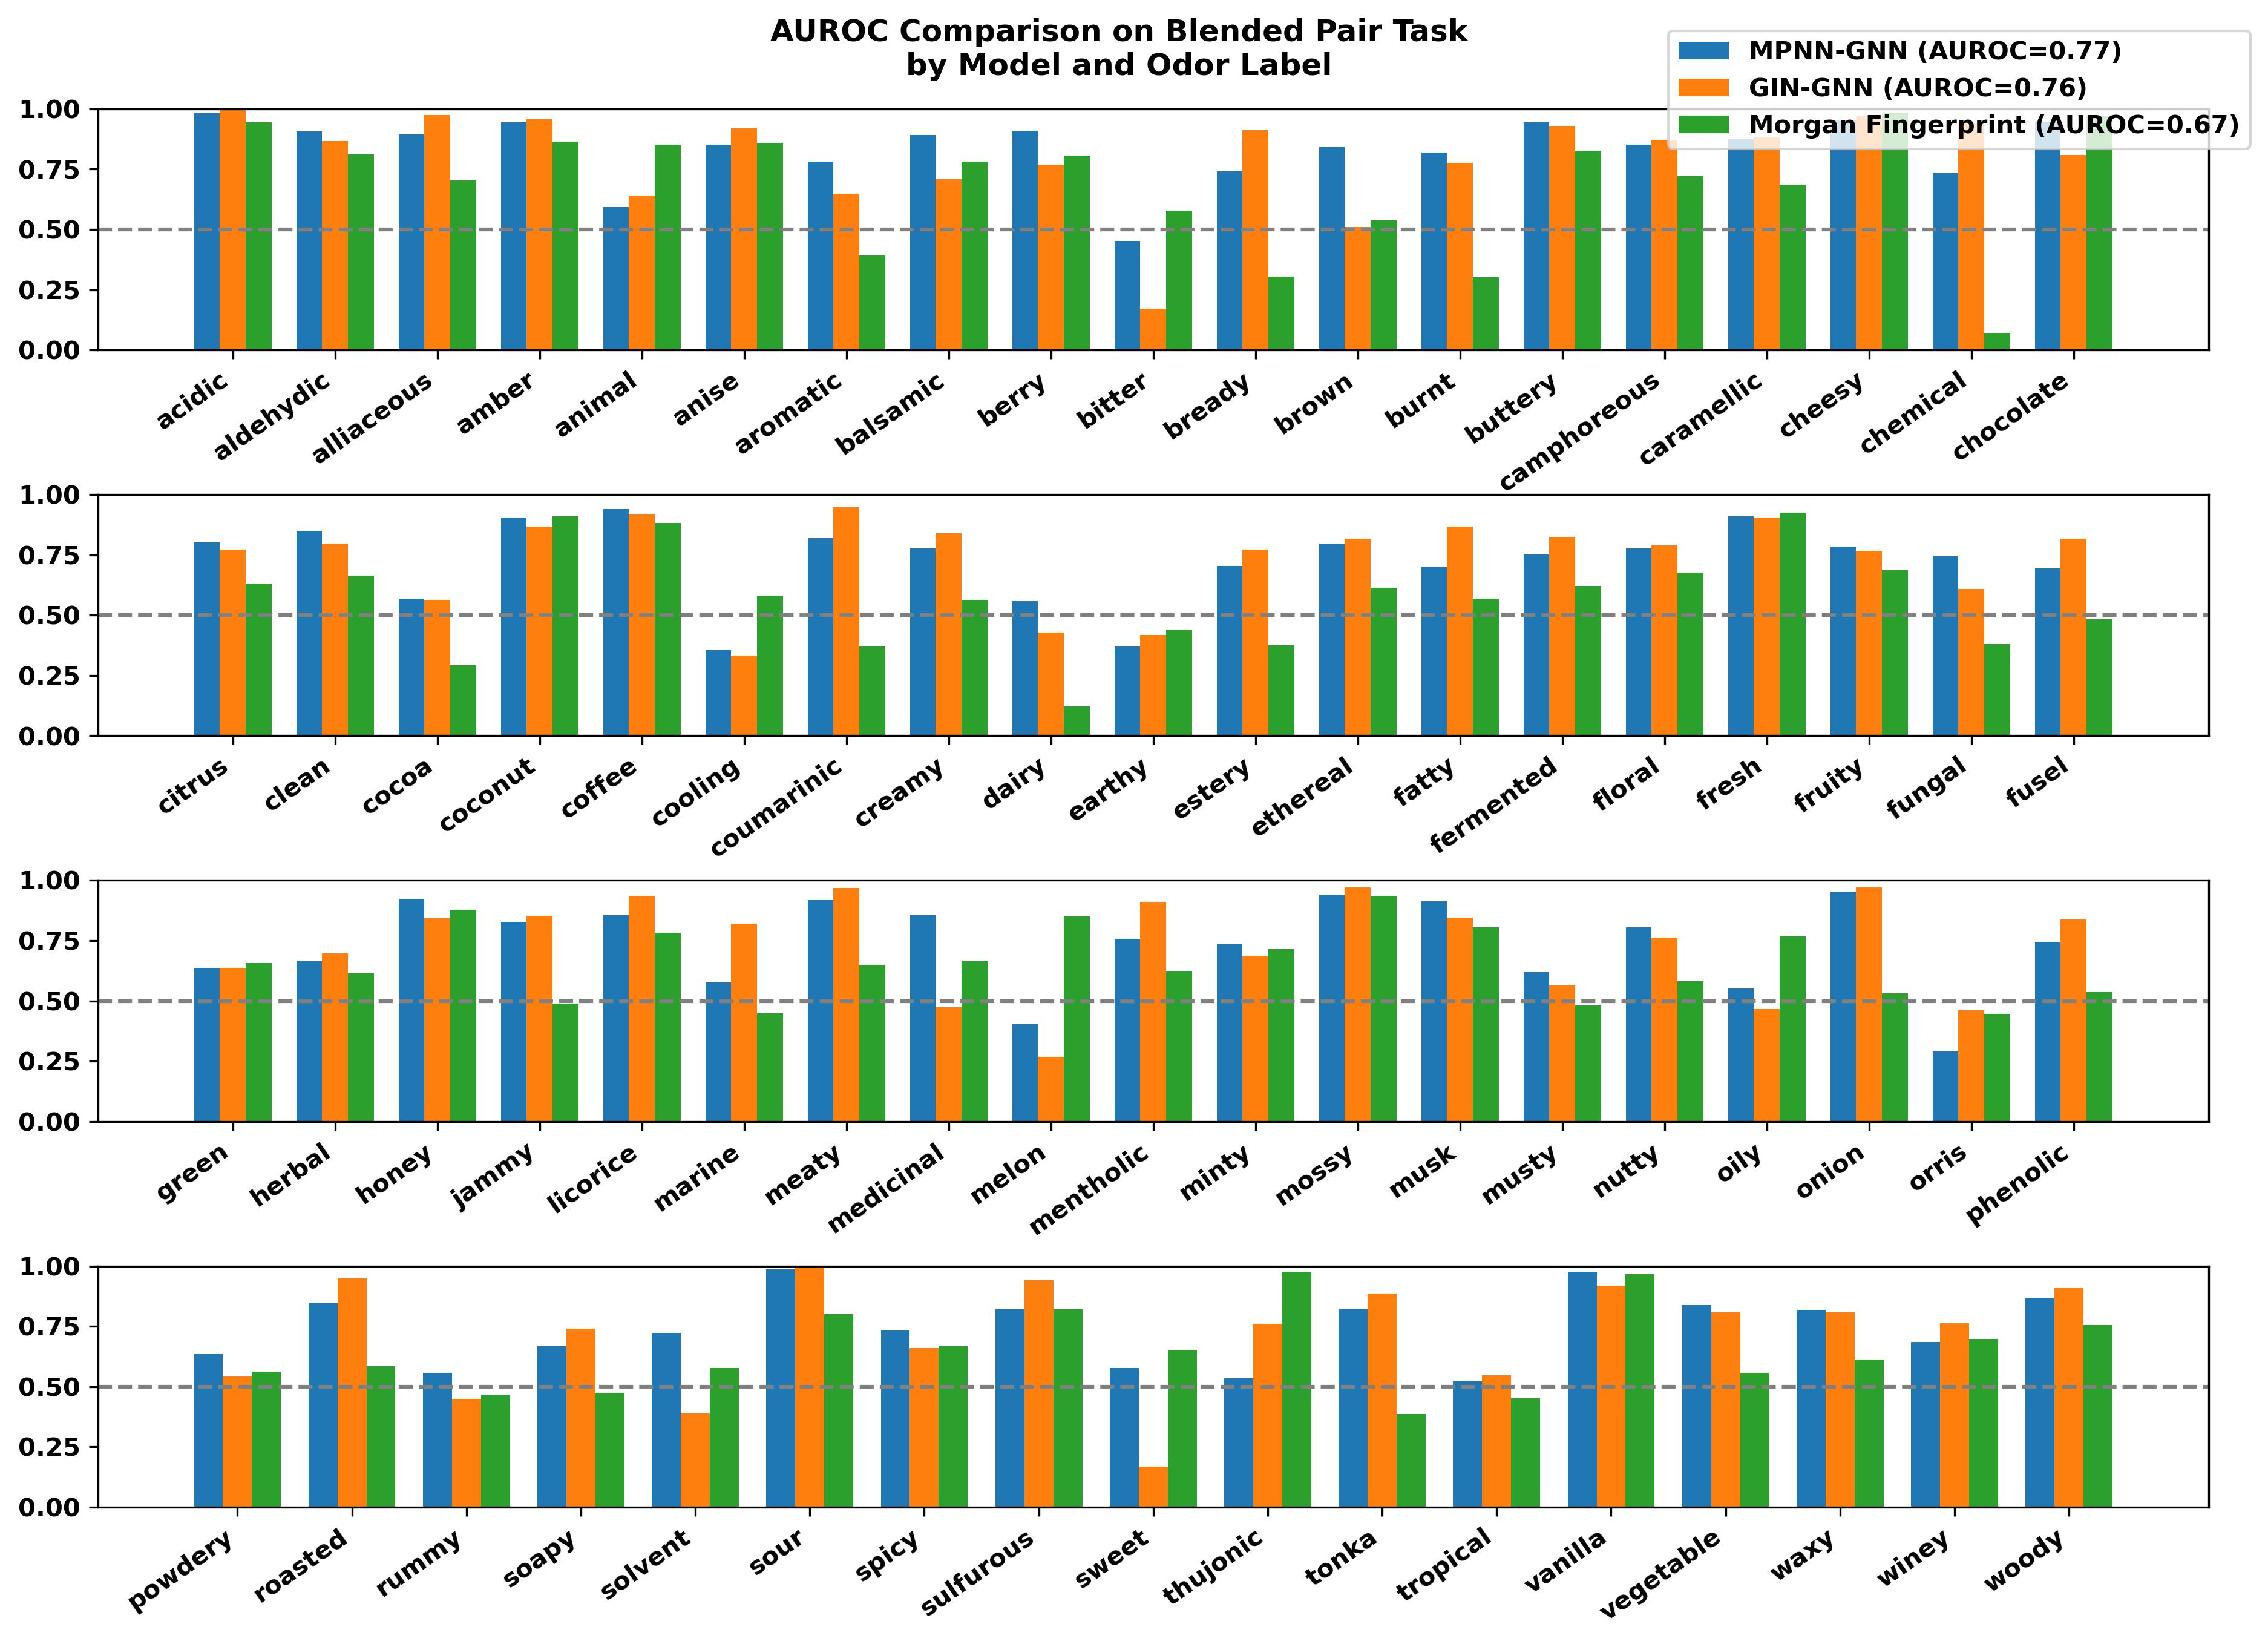 AUROC Comparison on Blended Pair Task
by Model and Odor Label
MPNN-GNN (AUROC=0.77)
GIN-GNN (AUROC=0.76)
Morgan Fingerprint (AUROC=0.67)
1.00
0.75
0.50
0.25
0.00
acidic
aldehydic
alliaceous
amber
animal
anise
aromatic
balsamic
berry
bitter
bready
brown
burnt
buttery
camphoreous
caramellic
cheesy
chemical
chocolate
1.00
0.75
0.50
0.25
0.00
citrus
clean
cocoa
coconut
coffee
cooling
coumarinic
creamy
dairy
earthy
estery
ethereal
fatty
fermented
floral
fresh
fruity
fungal
fusel
1.00
0.75
0.50
0.25
0.00
green
herbal
honey
jammy
licorice
marine
meaty
medicinal
melon
mentholic
minty
mossy
musk
musty
nutty
oily
onion
orris
phenolic
1.00
0.75
0.50
0.25
0.00
powdery
roasted
rummy
soapy
solvent
sour
spicy
sulfurous
sweet
thujonic
tonka
tropical
vanilla
vegetable
waxy
winey
woody